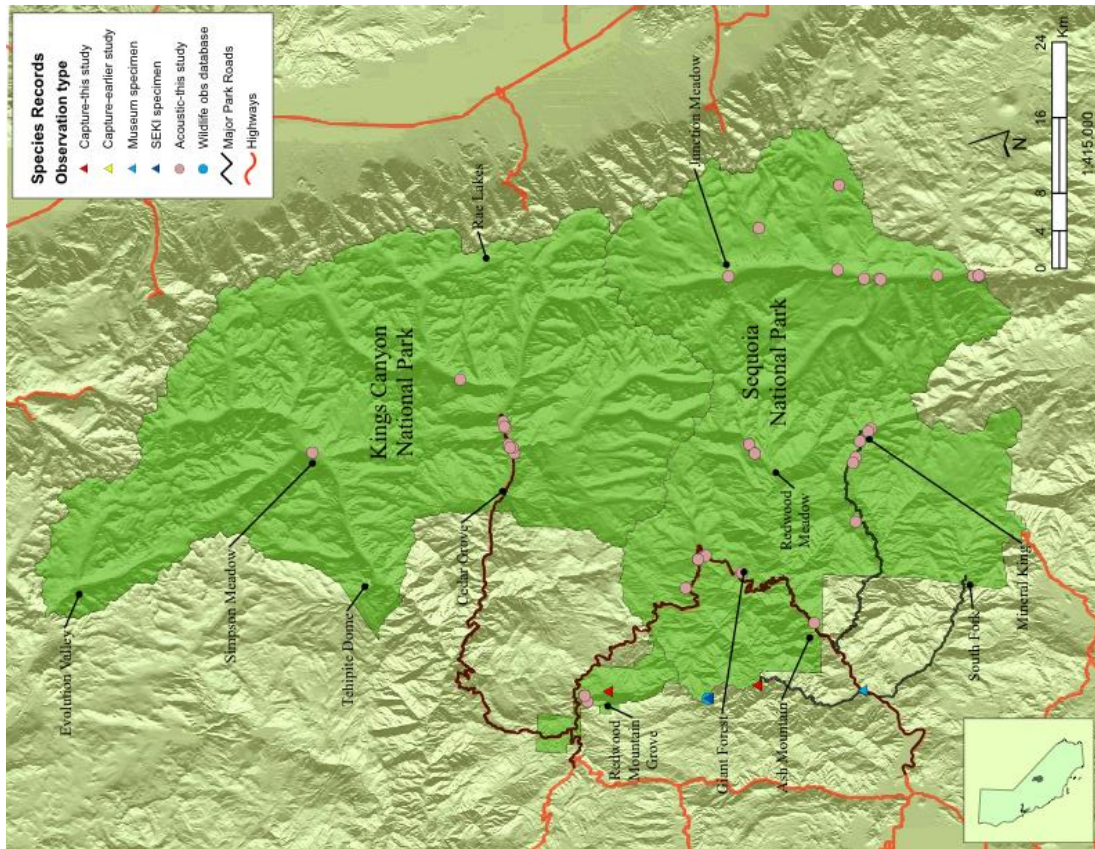 Species Records
Observation type
Capture-this study
Capture-earlier study
Museum specimen
SEKI specimen
Acoustic-this study
Wildlife obs database
Major Park Roads
Highways
Evolution Valley
Simpson Meadow
Tehipite Dome
Kings Canyon
National Park
Rae Lakes
Cedar Grove
Redwood
Mountain
Grove
Giant Forest
Ash Mountain
Sequoia
National Park
Junction Meadow
Redwood
Meadow
South Fork
Mineral King
N
0 4 8 16 24
Km
1:415,000